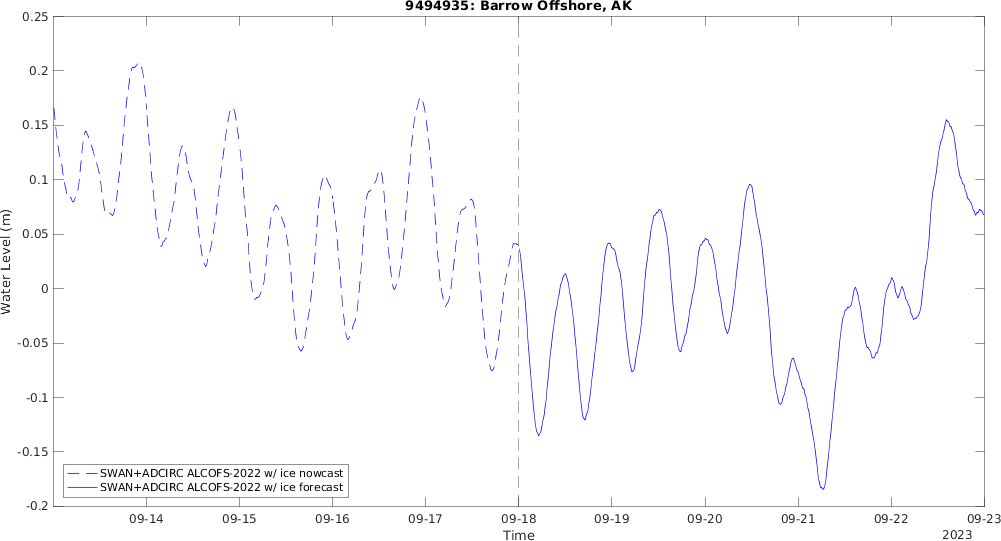 9494935: Barrow Offshore, AK
0.25
0.2
0.15
0.1
0.05
0
-0.05
-0.1
-0.15
-0.2
Water Level (m)
SWAN+ADCIRC ALCOFS-2022 w/ ice nowcast
SWAN+ADCIRC ALCOFS-2022 w/ ice forecast
09-14 09-15 09-16 09-17 09-18 09-19 09-20 09-21 09-22 09-23
Time
2023